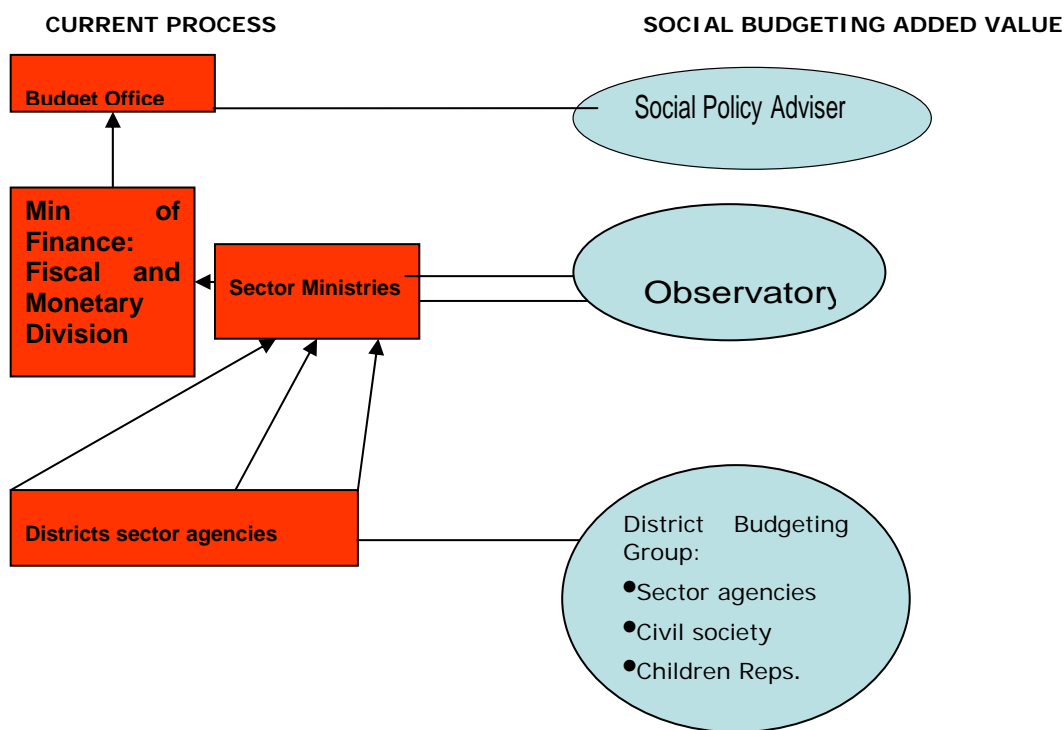 CURRENT PROCESS
SOCIAL BUDGETING ADDED VALUE
Budget Office
Social Policy Adviser
Min of
Finance:
Fiscal and
Monetary
Division
Sector Ministries
Observatory
Districts sector agencies
District Budgeting
Group:
•Sector agencies
•Civil society
•Children Reps.